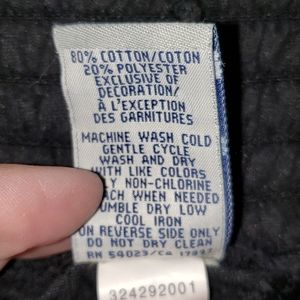 80% COTTON/COTON
20% POLYESTER
EXCLUSIVE OF
DECORATION/
À L'EXCEPTION
DES GARNITURES
MACHINE WASH COLD
GENTLE CYCLE
WASH AND DRY
WITH LIKE COLORS
NON-CHLORINE
WHEN NEEDED
UMBLE DRY LOW
COOL IRON
ON REVERSE SIDE ONLY
DO NOT DRY CLEAN
RN 54023/CA
324292001